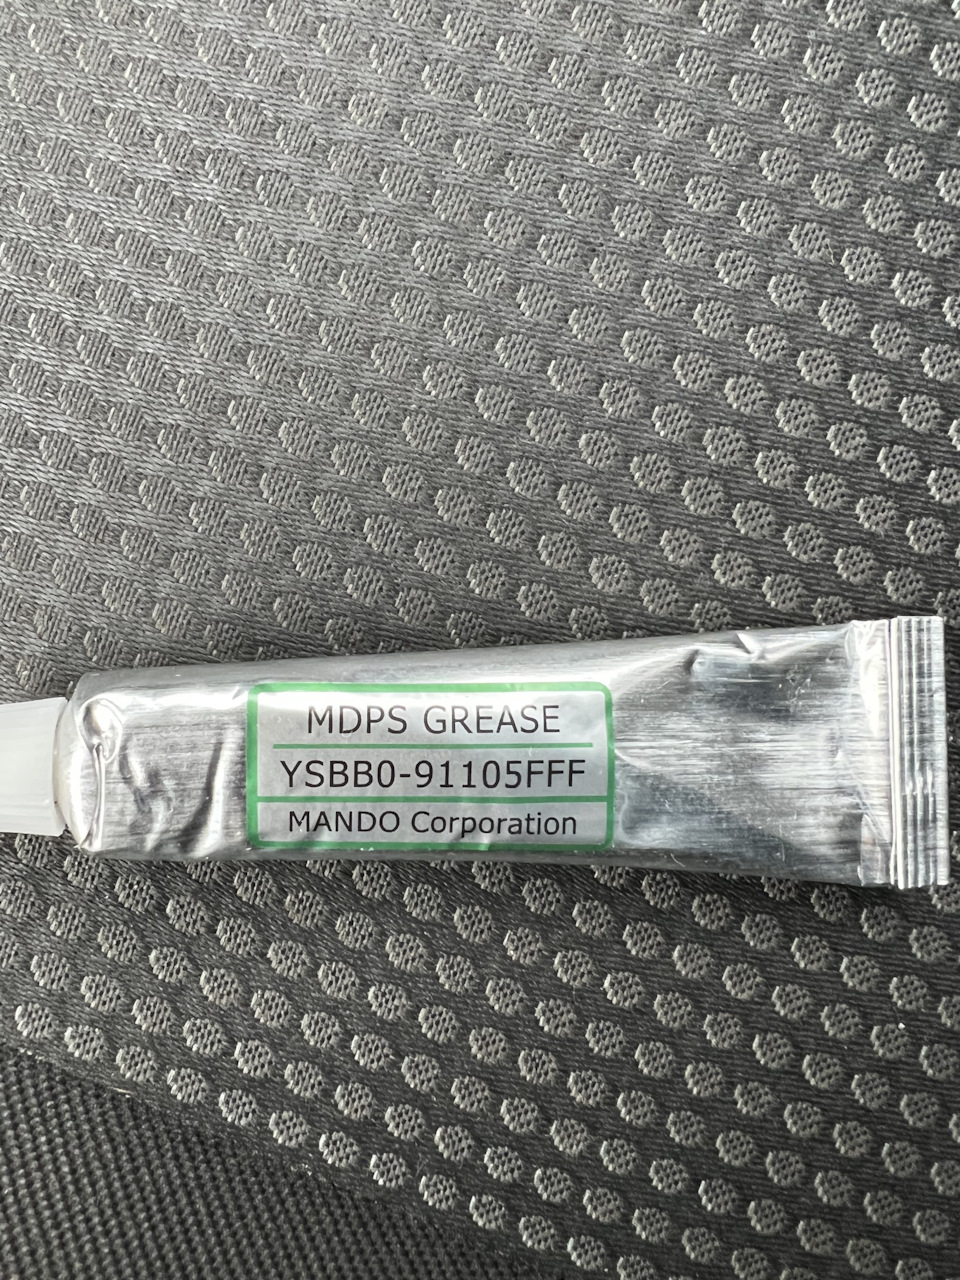 MDPS GREASE
YSBB0-91105FFF
MANDO Corporation